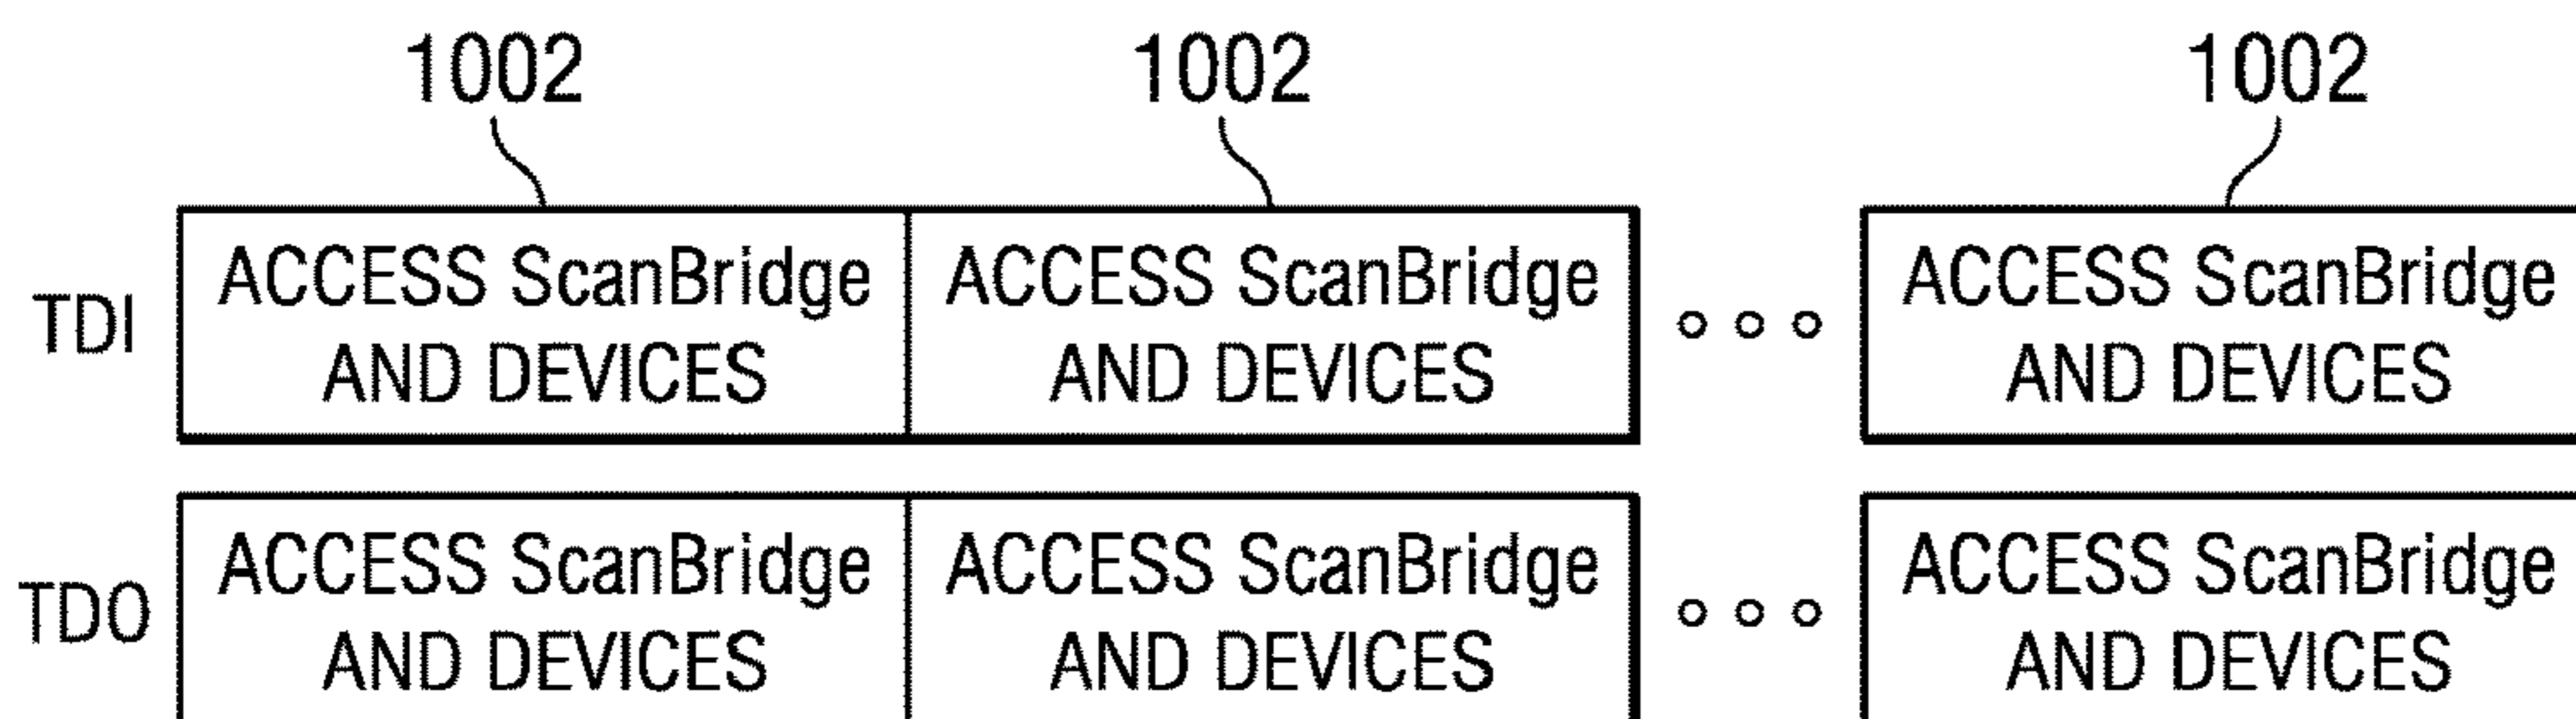 1002 1002 1002
TDI ACCESS ScanBridge AND DEVICES ACCESS ScanBridge AND DEVICES ACCESS ScanBridge AND DEVICES
TDO ACCESS ScanBridge AND DEVICES ACCESS ScanBridge AND DEVICES ACCESS ScanBridge AND DEVICES